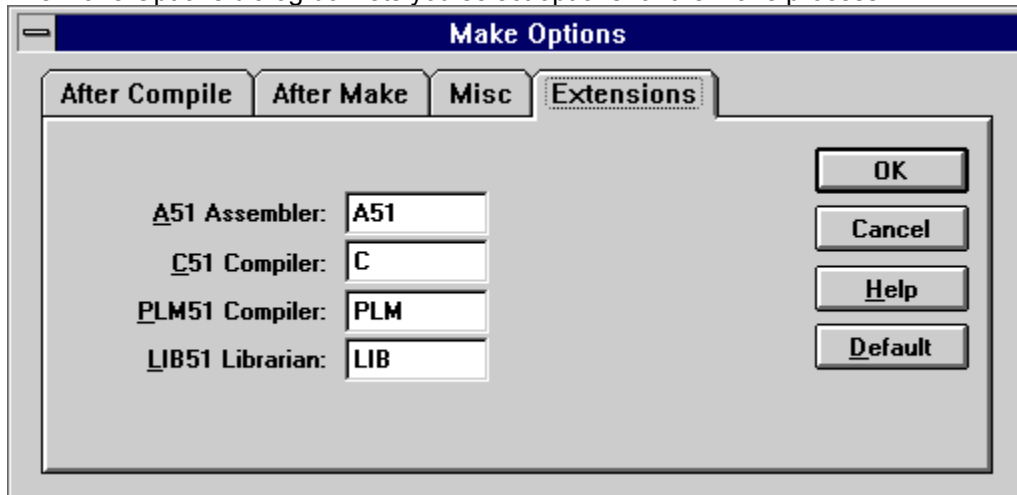 Make Options
After Compile After Make Misc Extensions
OK
A51 Assembler: A51
Cancel
C51 Compiler: C
Help
PLM51 Compiler: PLM
Default
LIB51 Librarian: LIB